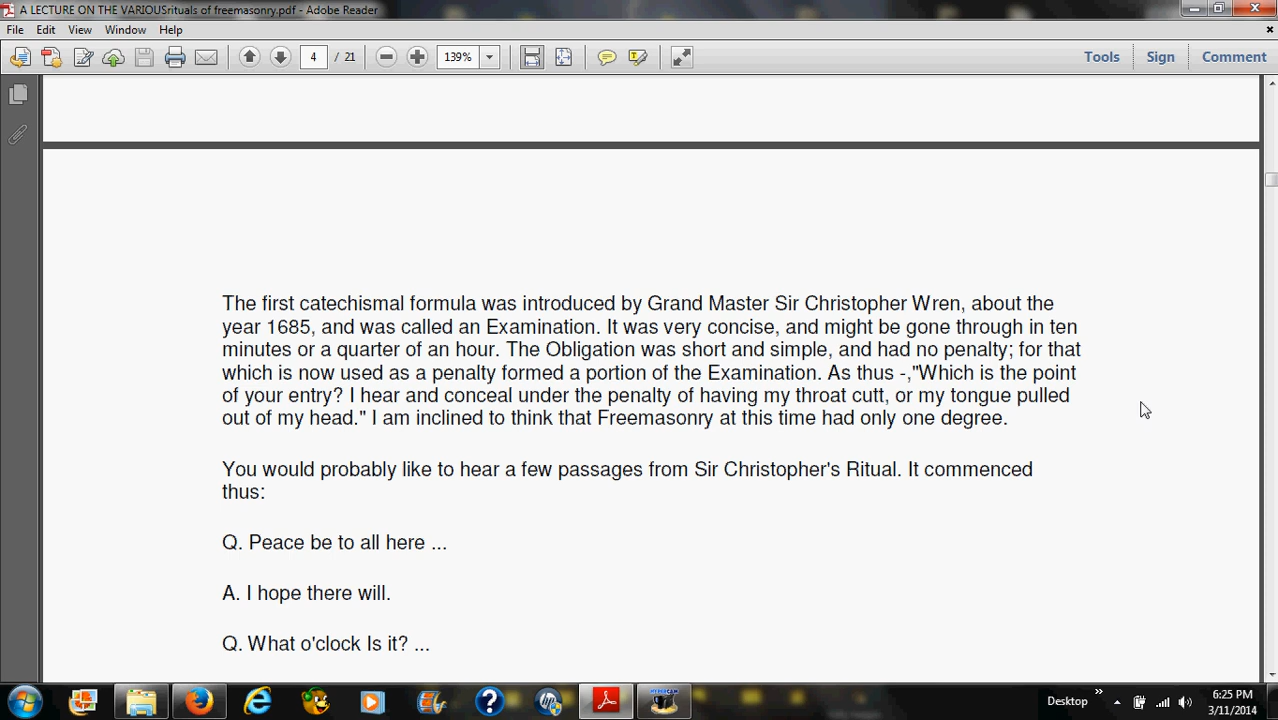 A LECTURE ON THE VARIOUSrituals of freemasonry.pdf - Adobe Reader
File Edit View Window Help
4 / 21 139% Tools Sign Comment
The first catechismal formula was introduced by Grand Master Sir Christopher Wren, about the
year 1685, and was called an Examination. It was very concise, and might be gone through in ten
minutes or a quarter of an hour. The Obligation was short and simple, and had no penalty; for that
which is now used as a penalty formed a portion of the Examination. As thus -,"Which is the point
of your entry? I hear and conceal under the penalty of having my throat cutt, or my tongue pulled
out of my head." I am inclined to think that Freemasonry at this time had only one degree.
You would probably like to hear a few passages from Sir Christopher's Ritual. It commenced
thus:
Q. Peace be to all here ...
A. I hope there will.
Q. What o'clock Is it? ...
Desktop
6:25 PM
3/11/2014